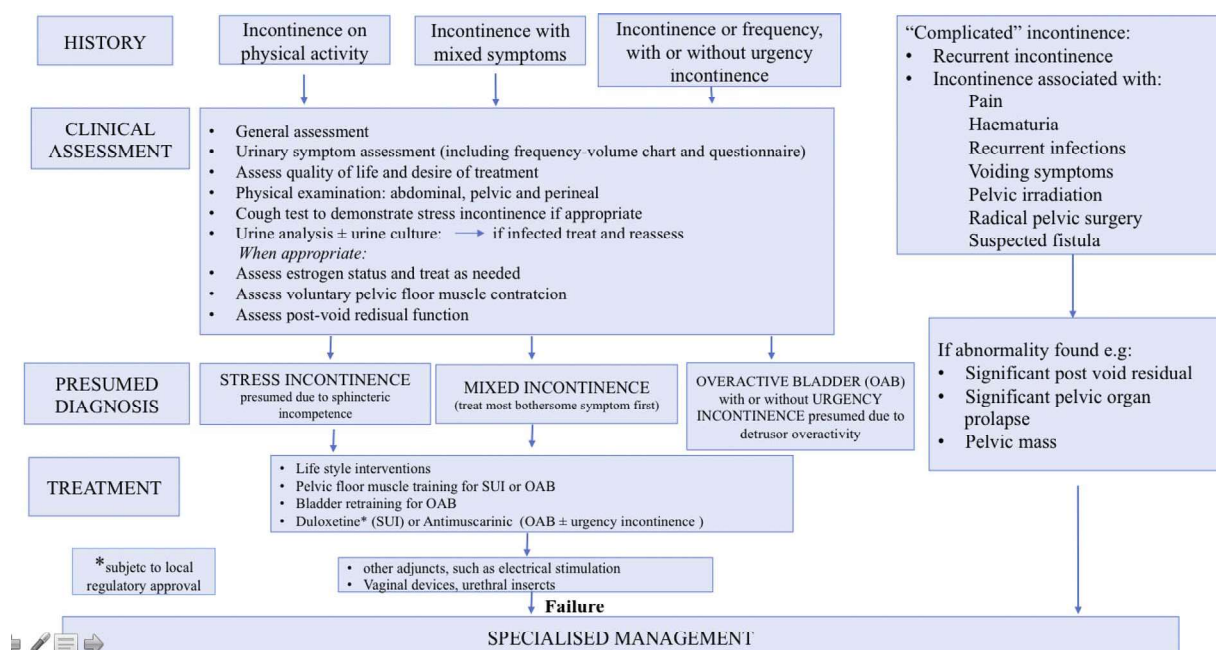 HISTORY
Incontinence on
physical activity
Incontinence with
mixed symptoms
Incontinence or frequency,
with or without urgency
incontinence
“Complicated” incontinence:
• Recurrent incontinence
• Incontinence associated with:
Pain
Haematuria
Recurrent infections
Voiding symptoms
Pelvic irradiation
Radical pelvic surgery
Suspected fistula
CLINICAL
ASSESSMENT
• General assessment
• Urinary symptom assessment (including frequency-volume chart and questionnaire)
• Assess quality of life and desire of treatment
• Physical examination: abdominal, pelvic and perineal
• Cough test to demonstrate stress incontinence if appropriate
• Urine analysis ± urine culture: → if infected treat and reassess
When appropriate:
• Assess estrogen status and treat as needed
• Assess voluntary pelvic floor muscle contratcion
• Assess post-void redisual function
If abnormality found e.g:
• Significant post void residual
• Significant pelvic organ
prolapse
• Pelvic mass
PRESUMED
DIAGNOSIS
STRESS INCONTINENCE
presumed due to sphincteric
incompetence
MIXED INCONTINENCE
(treat most bothersome symptom first)
OVERACTIVE BLADDER (OAB)
with or without URGENCY
INCONTINENCE presumed due to
detrusor overactivity
TREATMENT
• Life style interventions
• Pelvic floor muscle training for SUI or OAB
• Bladder retraining for OAB
• Duloxetine* (SUI) or Antimuscarinic (OAB ± urgency incontinence )
*subjetc to local
regulatory approval
• other adjuncts, such as electrical stimulation
• Vaginal devices, urethral insercts
Failure
SPECIALISED MANAGEMENT